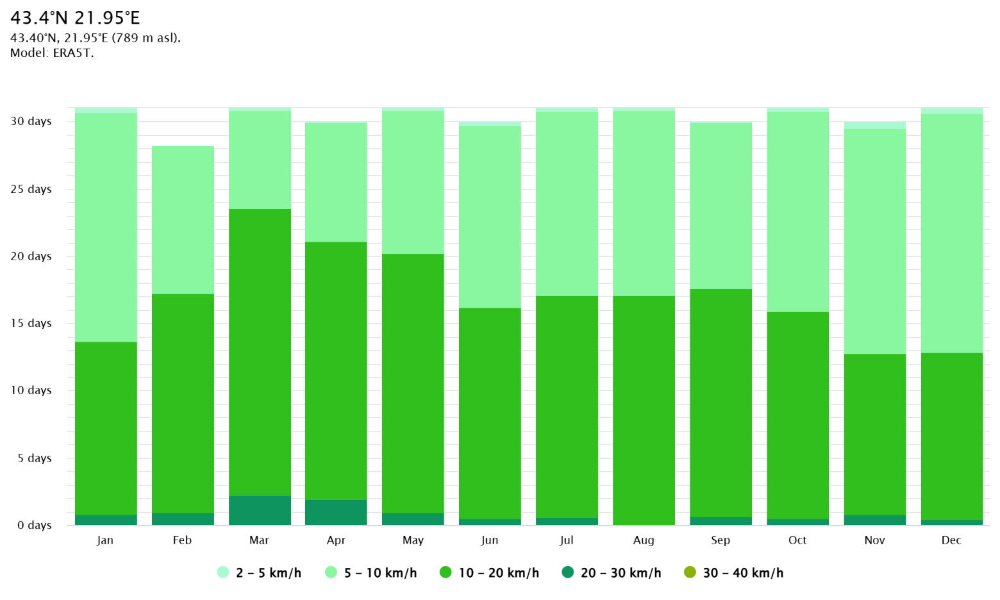 43.4°N 21.95°E
43.40°N, 21.95°E (789 m asl).
Model: ERA5T.
30 days
25 days
20 days
15 days
10 days
5 days
0 days
Jan Feb Mar Apr May Jun Jul Aug Sep Oct Nov Dec
2 – 5 km/h 5 – 10 km/h 10 – 20 km/h 20 – 30 km/h 30 – 40 km/h